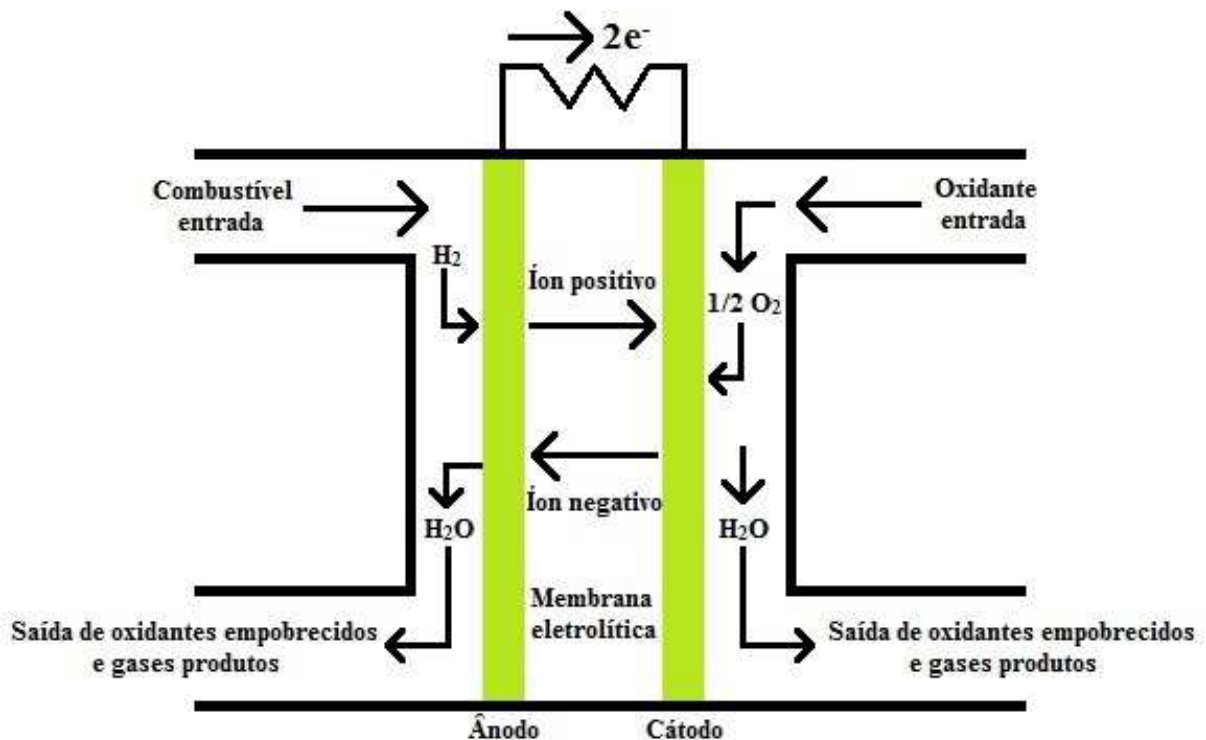 2e-
Combustível
entrada
Oxidante
entrada
H2
Íon positivo
1/2 O2
Íon negativo
H2O
H2O
Membrana
eletrolítica
Saída de oxidantes empobrecidos
e gases produtos
Saída de oxidantes empobrecidos
e gases produtos
Ânodo
Cátodo